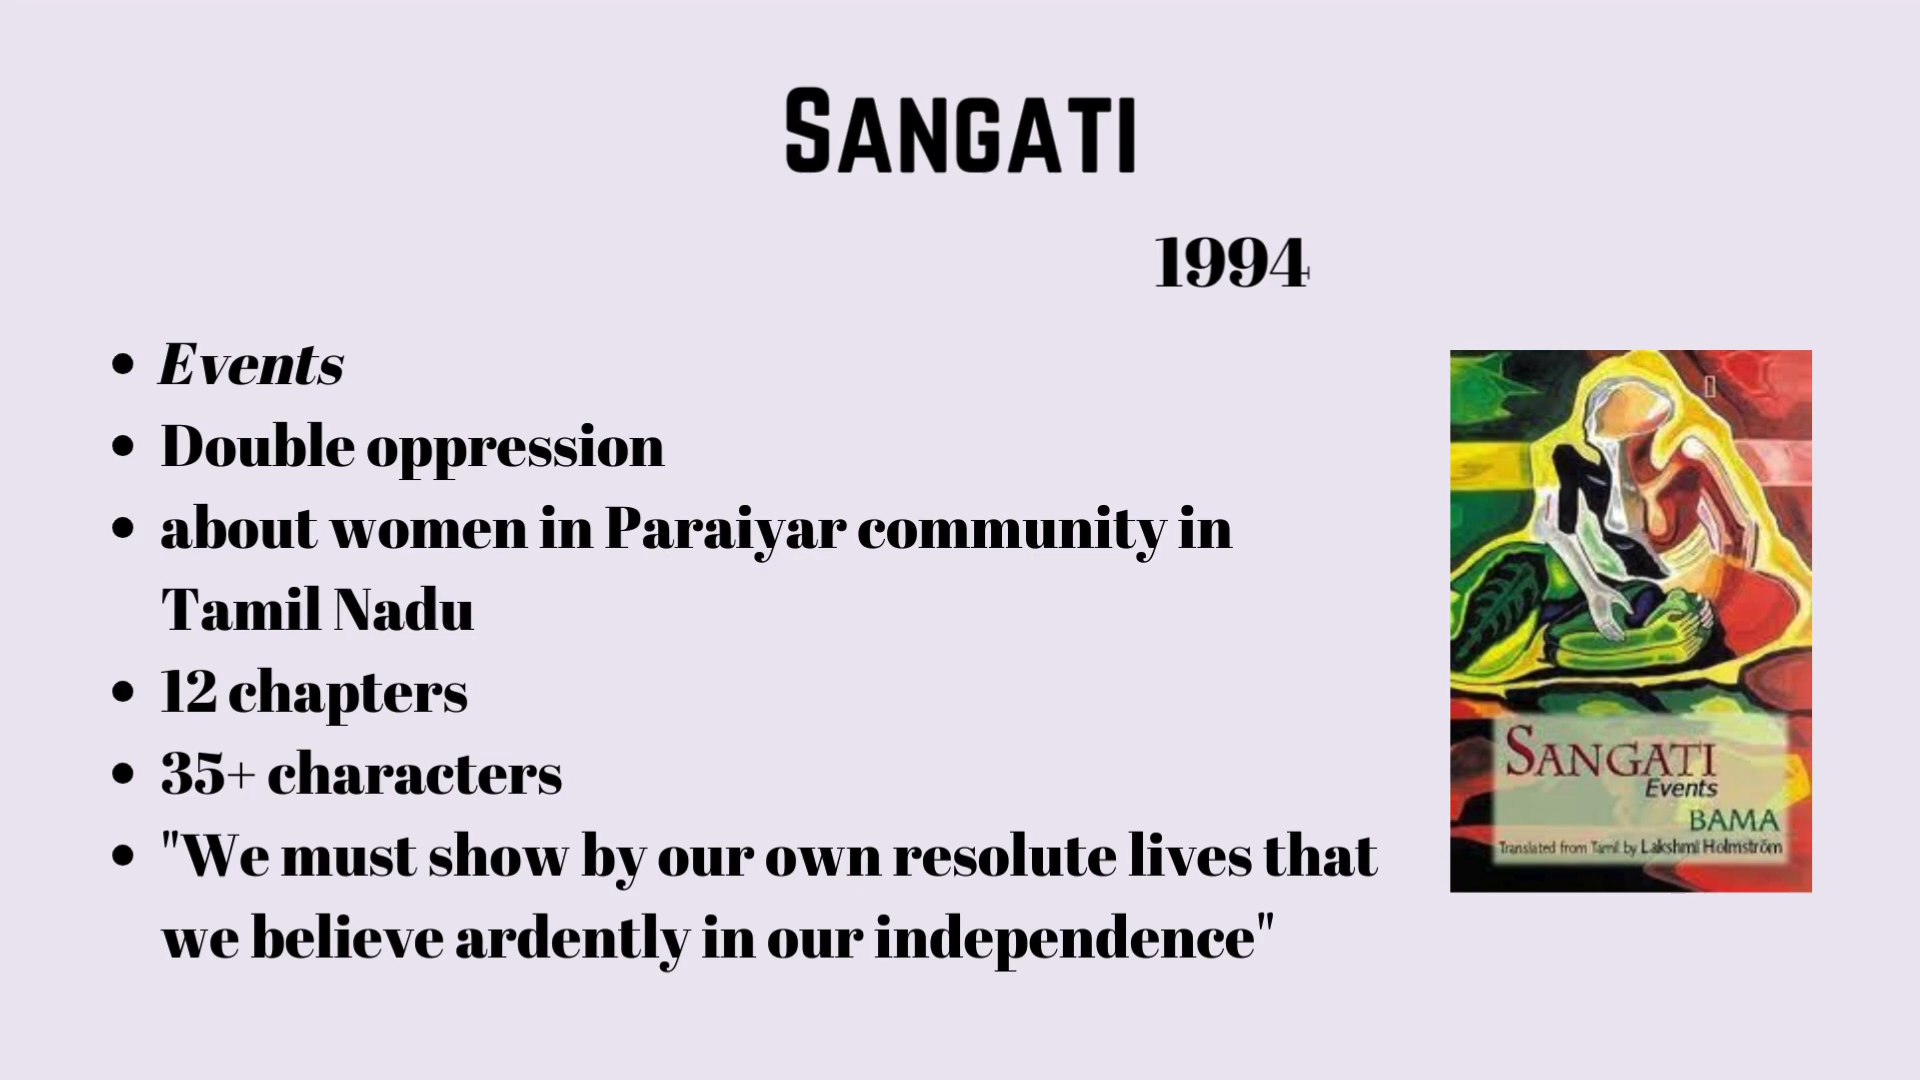 SANGATI
1994
• Events
• Double oppression
• about women in Paraiyar community in
Tamil Nadu
• 12 chapters
• 35+ characters
• "We must show by our own resolute lives that
we believe ardently in our independence"
SANGATI
Events
BAMA
Translated from Tamil by Lakshmi Holmström